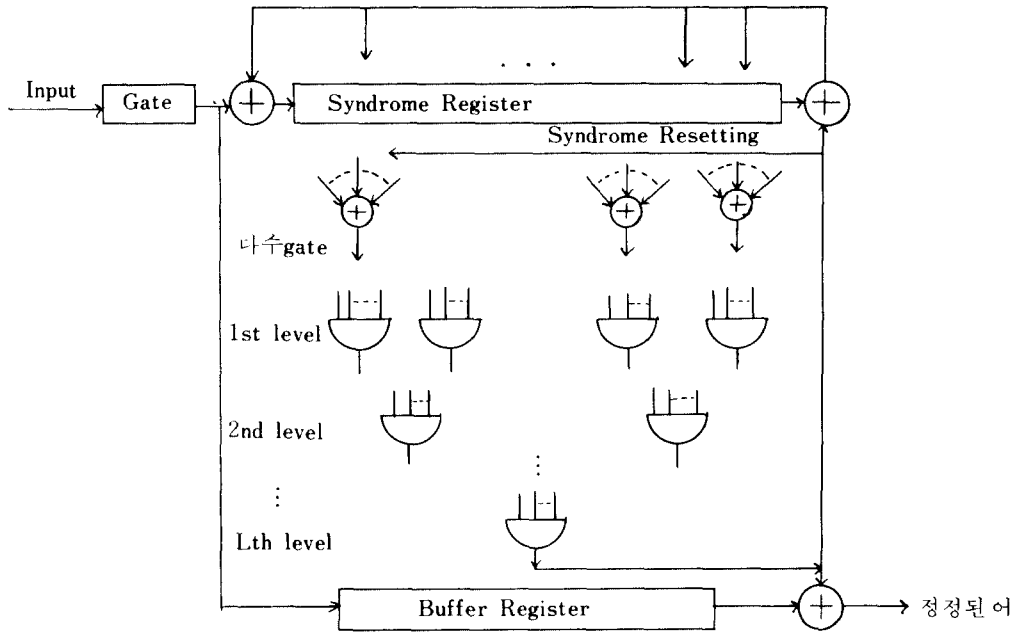 Input
Gate
+
Syndrome Register
+
. . .
Syndrome Resetting
+
+
+
다수gate
1st level
2nd level
⋮
⋮
Lth level
Buffer Register
+
정정된 어